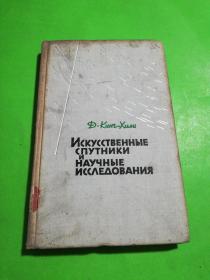 Д. Кинг-Хили
Искусственные
спутники
и
научные
исследования